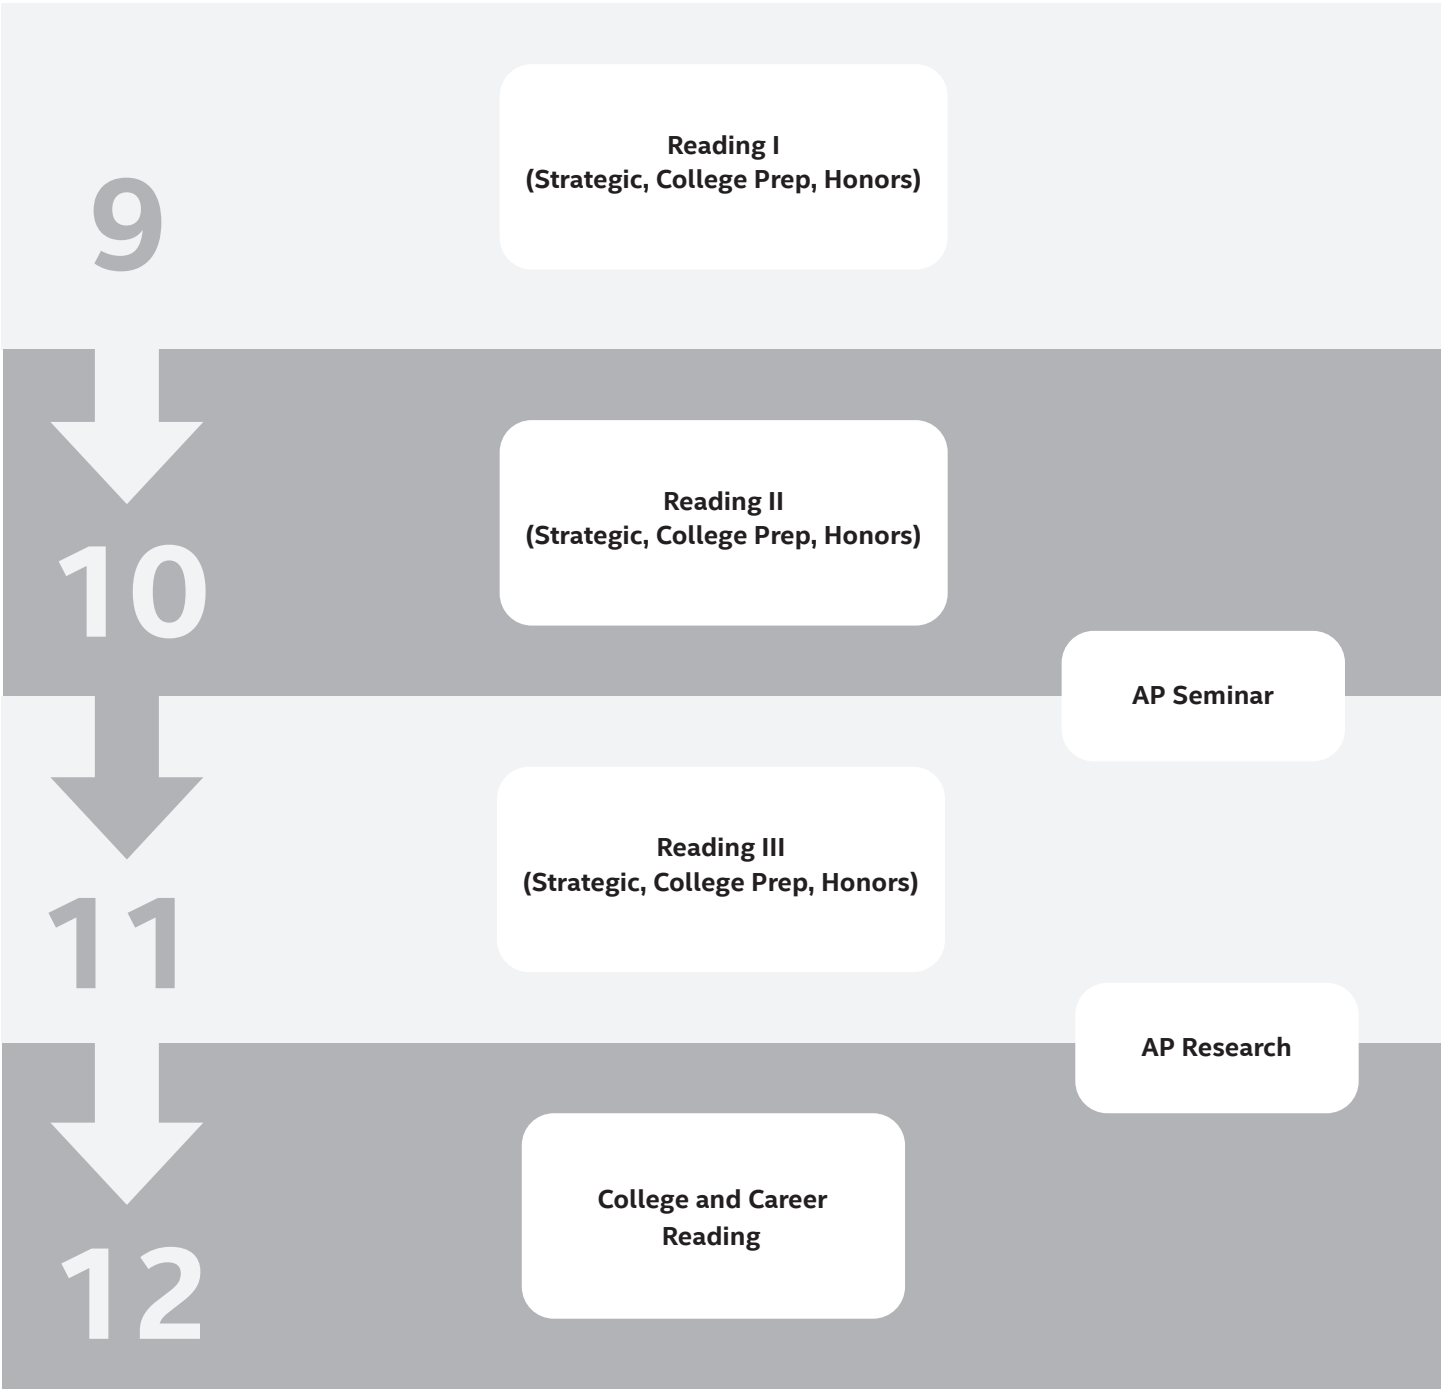 9
Reading I
(Strategic, College Prep, Honors)
10
Reading II
(Strategic, College Prep, Honors)
AP Seminar
11
Reading III
(Strategic, College Prep, Honors)
AP Research
12
College and Career
Reading